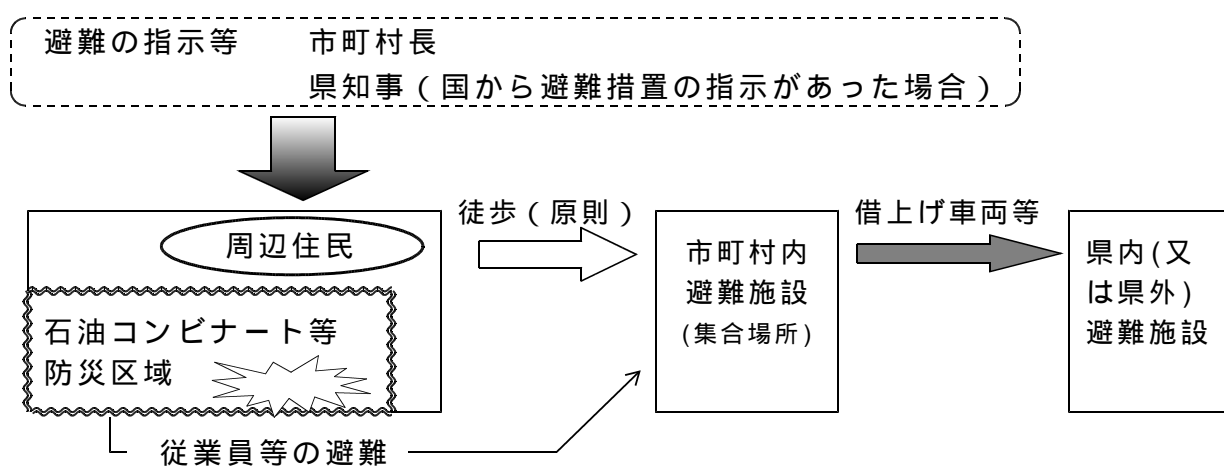 避難の指示等　市町村長
県知事（国から避難措置の指示があった場合）
周辺住民
石油コンビナート等
防災区域
従業員等の避難
徒歩（原則）
市町村内
避難施設
(集合場所)
借上げ車両等
県内(又
は県外)
避難施設